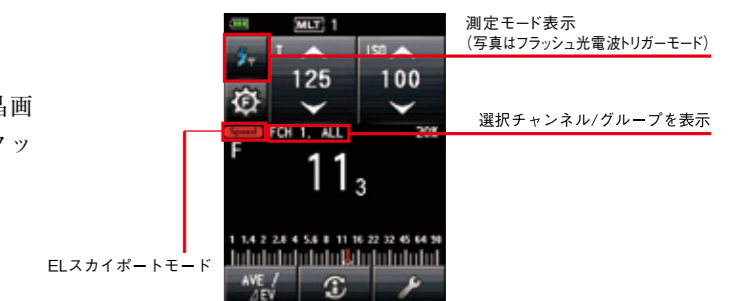 晶画
ッ
測定モード表示
(写真はフラッシュ光電波トリガーモード)
選択チャンネル/グループを表示
ELスカイポートモード
MLT 1
T
ISO
125
100
F
Speed
FCH 1, ALL
20%
F
11 3
1 1.4 2 2.8 4 5.6 8 11 16 22 32 45 64 90
AVE /
⊿EV